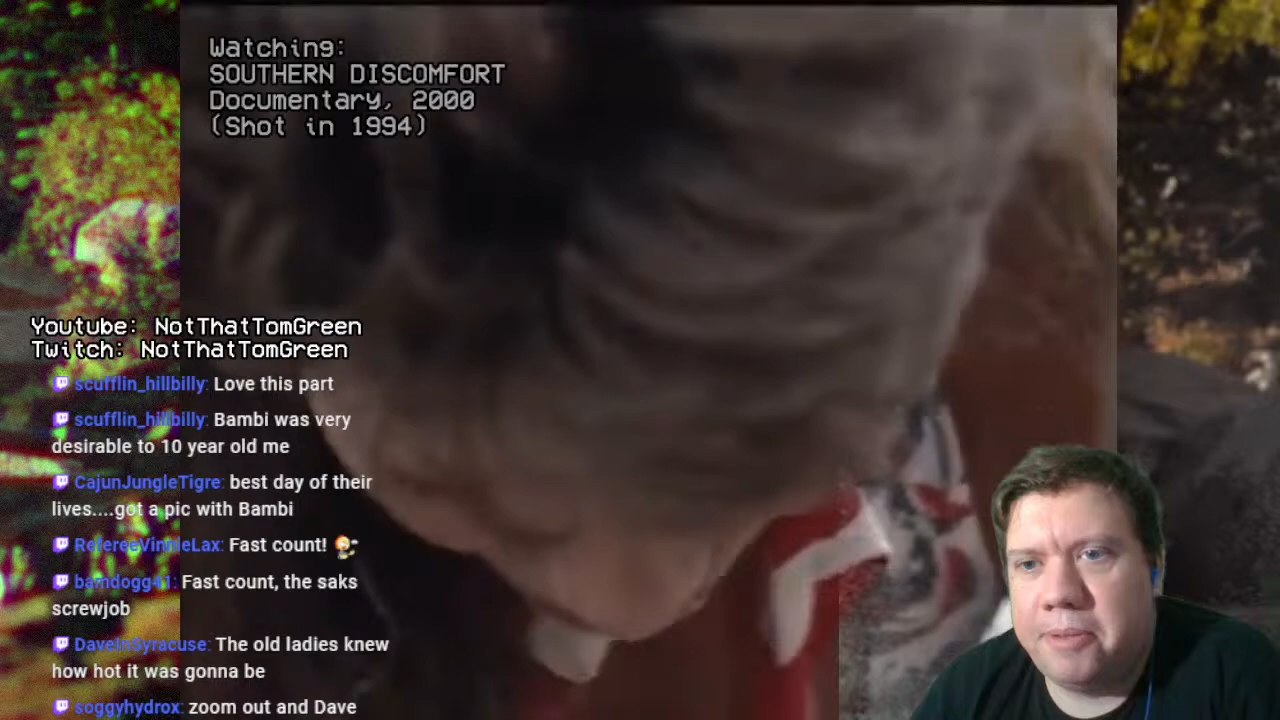 Watching:
SOUTHERN DISCOMFORT
Documentary, 2000
(Shot in 1994)
Youtube: NotThatTomGreen
Twitch: NotThatTomGreen
scufflin_hillbilly: Love this part
scufflin_hillbilly: Bambi was very
desirable to 10 year old me
CajunJungleTigre: best day of their
lives....got a pic with Bambi
RefereeVinnieLax: Fast count!
bamdogg41: Fast count, the saks
screwjob
DaveInSyracuse: The old ladies knew
how hot it was gonna be
soggyhydrox: zoom out and Dave